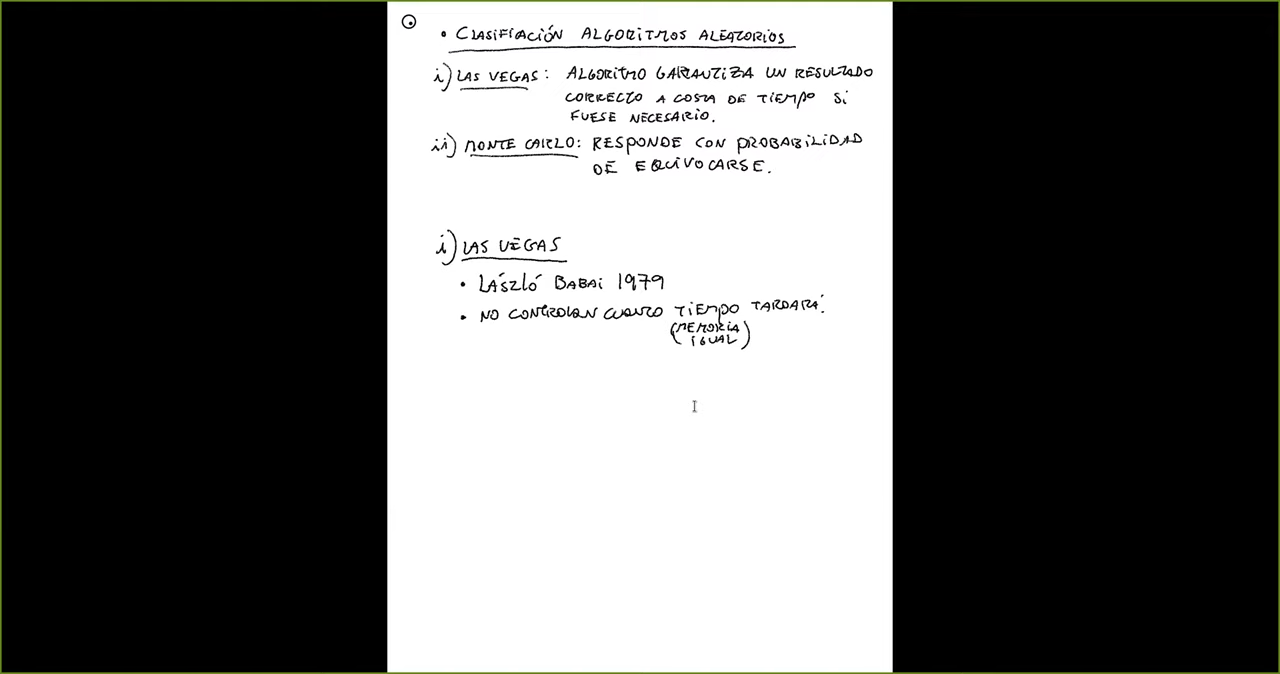 • CLASIFIACIÓN ALGORITMOS ALEATORIOS
i) LAS VEGAS: ALGORITMO GARANTIZA UN RESULTADO
CORRECTO A COSTA DE TIEMPO SI
FUESE NECESARIO.
ii) MONTE CARLO: RESPONDE CON PROBABILIDAD
DE EQUIVOCARSE.
i) LAS VEGAS
• LÁSZLÓ BABAI 1979
• NO CONTROLAN CUANTO TIEMPO TARDARÁ.
(MEMORIA
IGUAL)